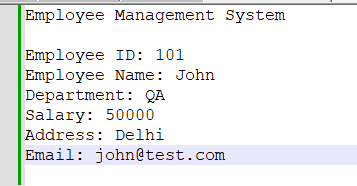 Employee Management System

Employee ID: 101
Employee Name: John
Department: QA
Salary: 50000
Address: Delhi
Email: john@test.com